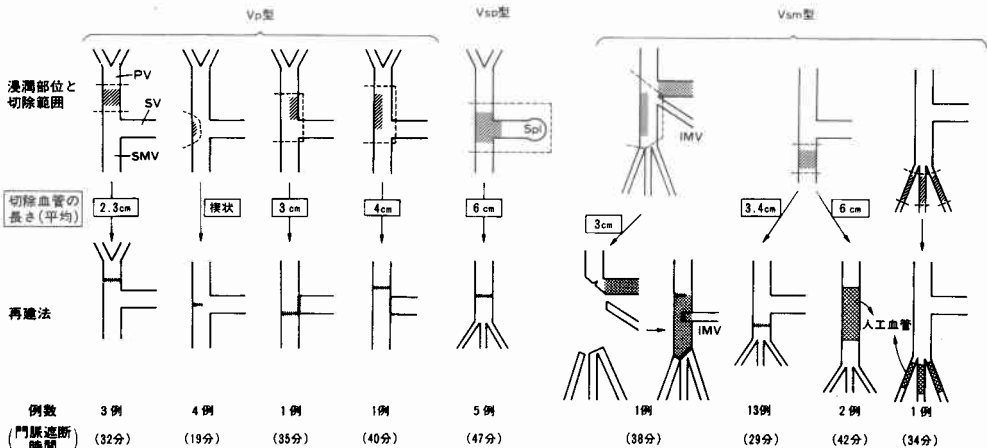 Vp型 Vsp型 Vsm型
浸潤部位と
切除範囲
PV
SV
SMV
Spl
IMV
切除血管の
長さ(平均)
2.3cm 楔状 3cm 4cm 6cm 3cm 3.4cm 6cm
再建法
IMV
人工血管
例数 3例 4例 1例 1例 5例 1例 13例 2例 1例
(門脈遮断
時間) (32分) (19分) (35分) (40分) (47分) (38分) (29分) (42分) (34分)